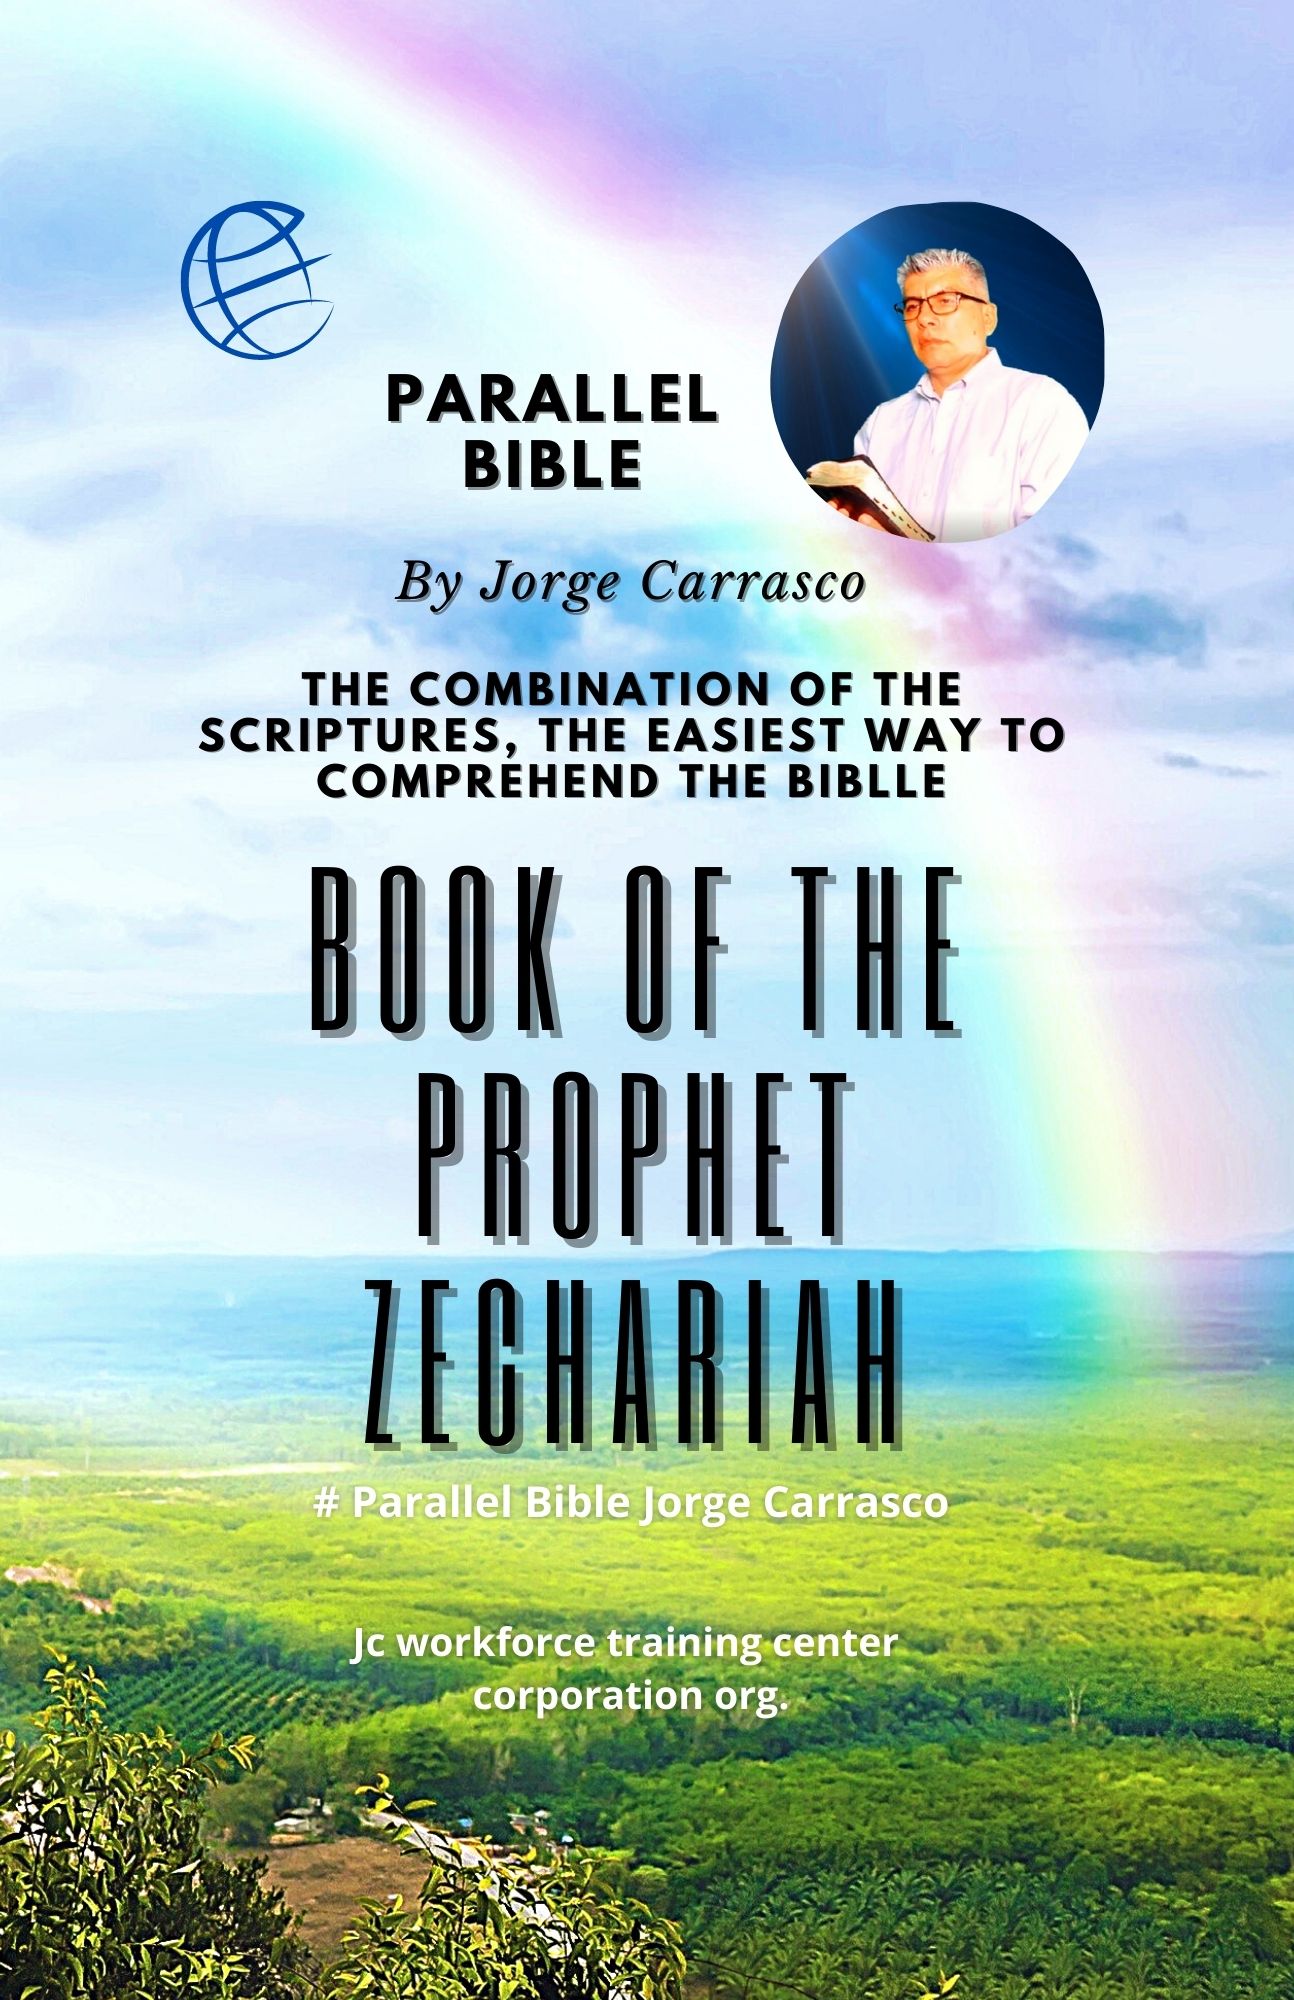 PARALLEL
BIBLE
By Jorge Carrasco
THE COMBINATION OF THE
SCRIPTURES, THE EASIEST WAY TO
COMPREHEND THE BIBLLE
BOOK OF THE
PROPHET
ZECHARIAH
# Parallel Bible Jorge Carrasco
Jc workforce training center
corporation org.